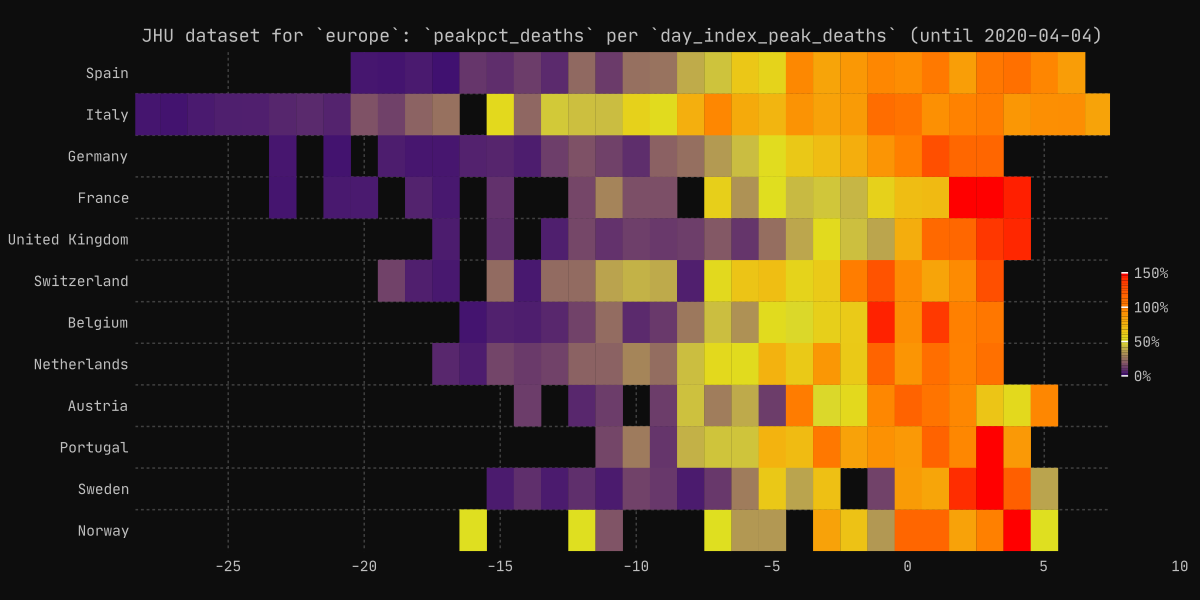 JHU dataset for `europe`: `peakpct_deaths` per `day_index_peak_deaths` (until 2020-04-04)
Spain
Italy
Germany
France
United Kingdom
Switzerland
Belgium
Netherlands
Austria
Portugal
Sweden
Norway
150%
100%
50%
0%
-25 -20 -15 -10 -5 0 5 10